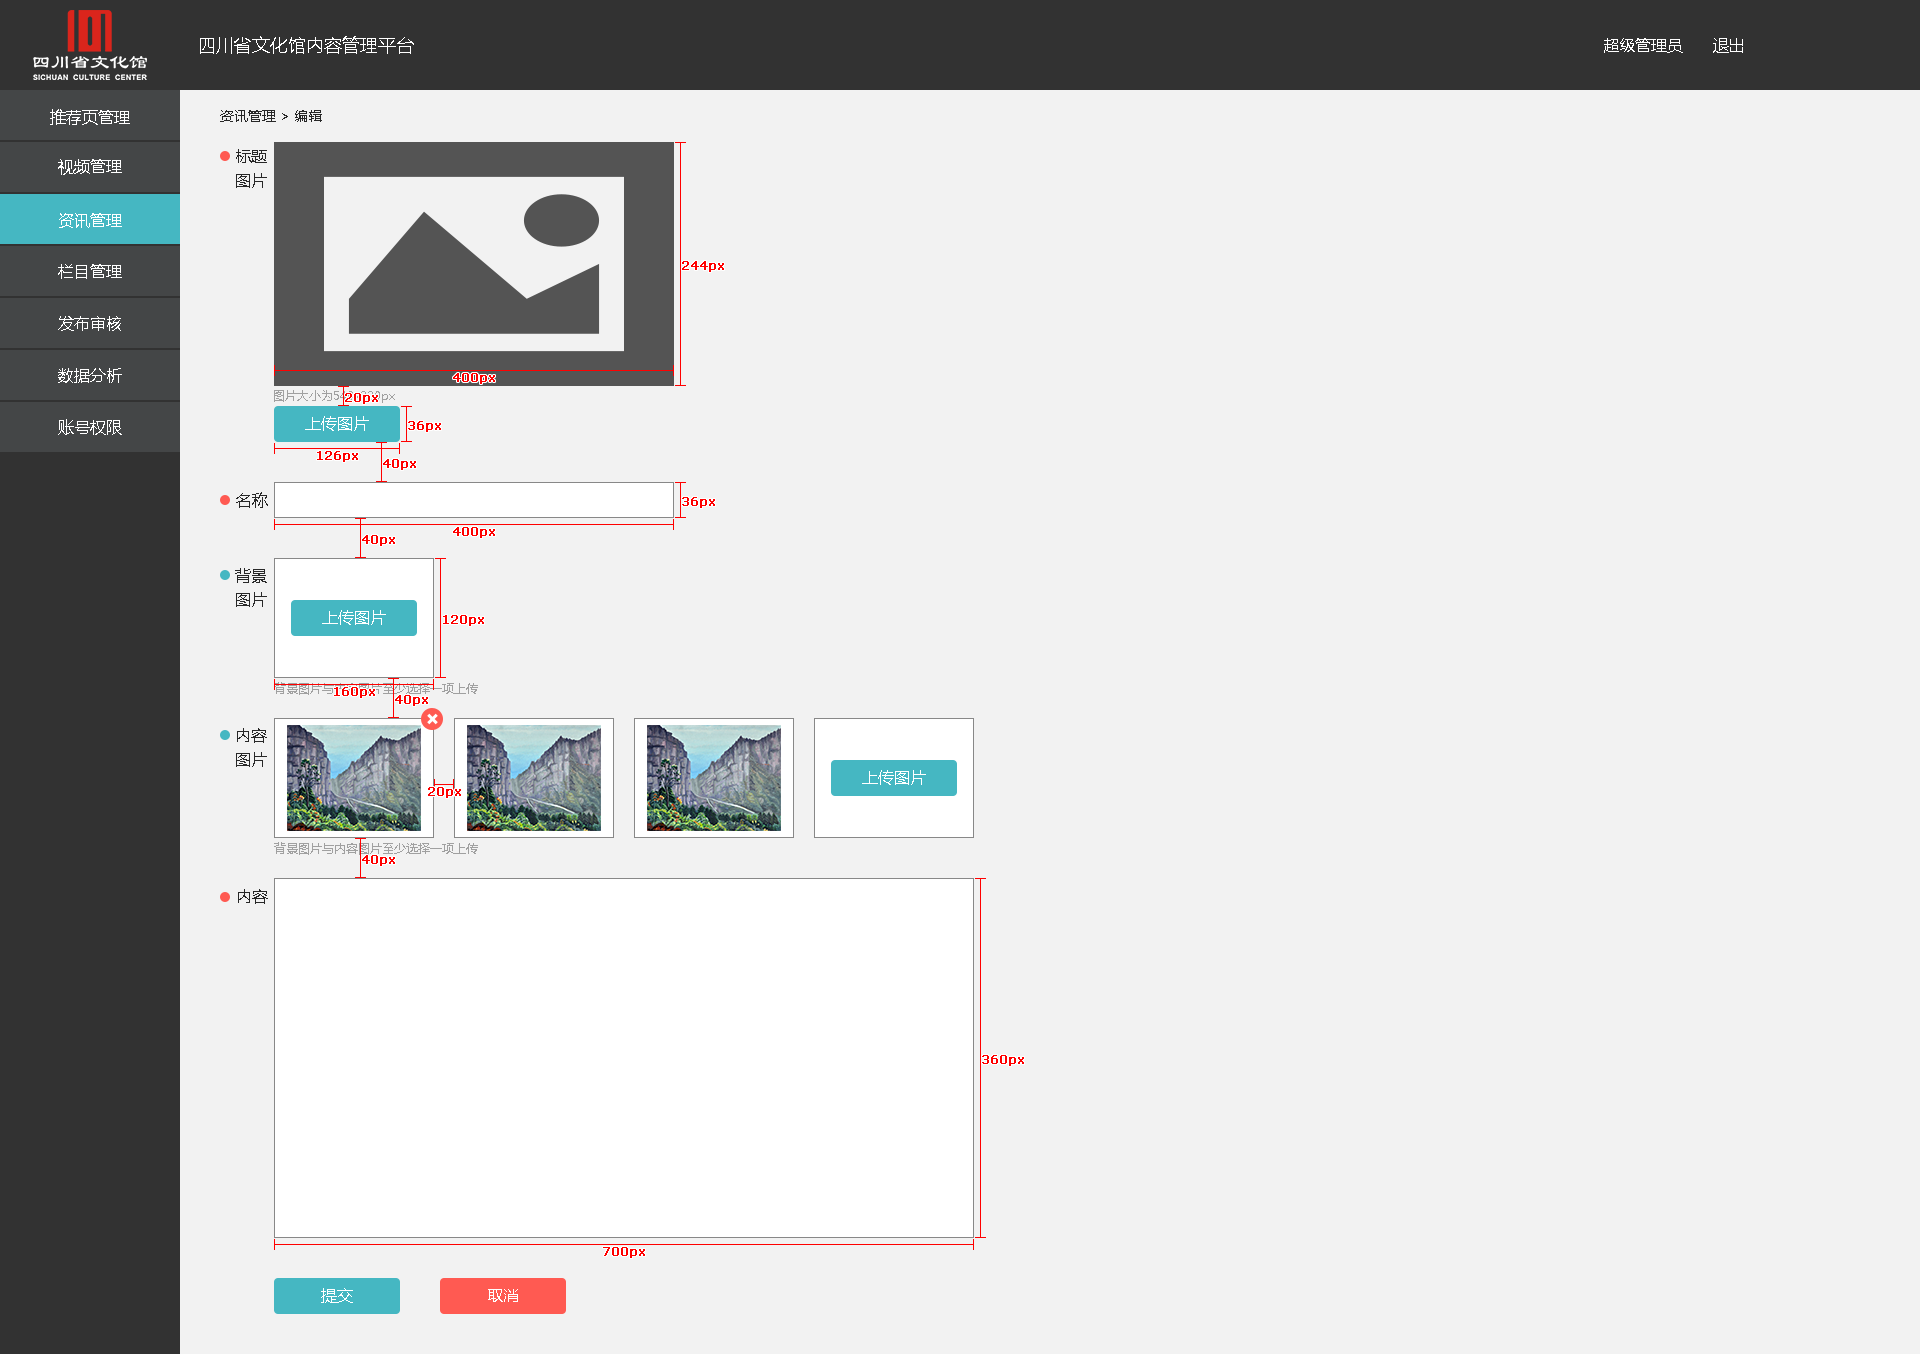 四川省文化馆
SICHUAN CULTURE CENTER
四川省文化馆内容管理平台
超级管理员
退出
推荐页管理
视频管理
资讯管理
栏目管理
发布审核
数据分析
账号权限
资讯管理 > 编辑
标题
图片
244px
400px
图片大小为5
px
20px
上传图片
36px
126px
40px
名称
36px
400px
40px
背景
图片
上传图片
120px
背景图片与
图片至少选择一项上传
160px
40px
内容
图片
20px
上传图片
背景图片与内容图片至少选择一项上传
40px
内容
360px
700px
提交
取消